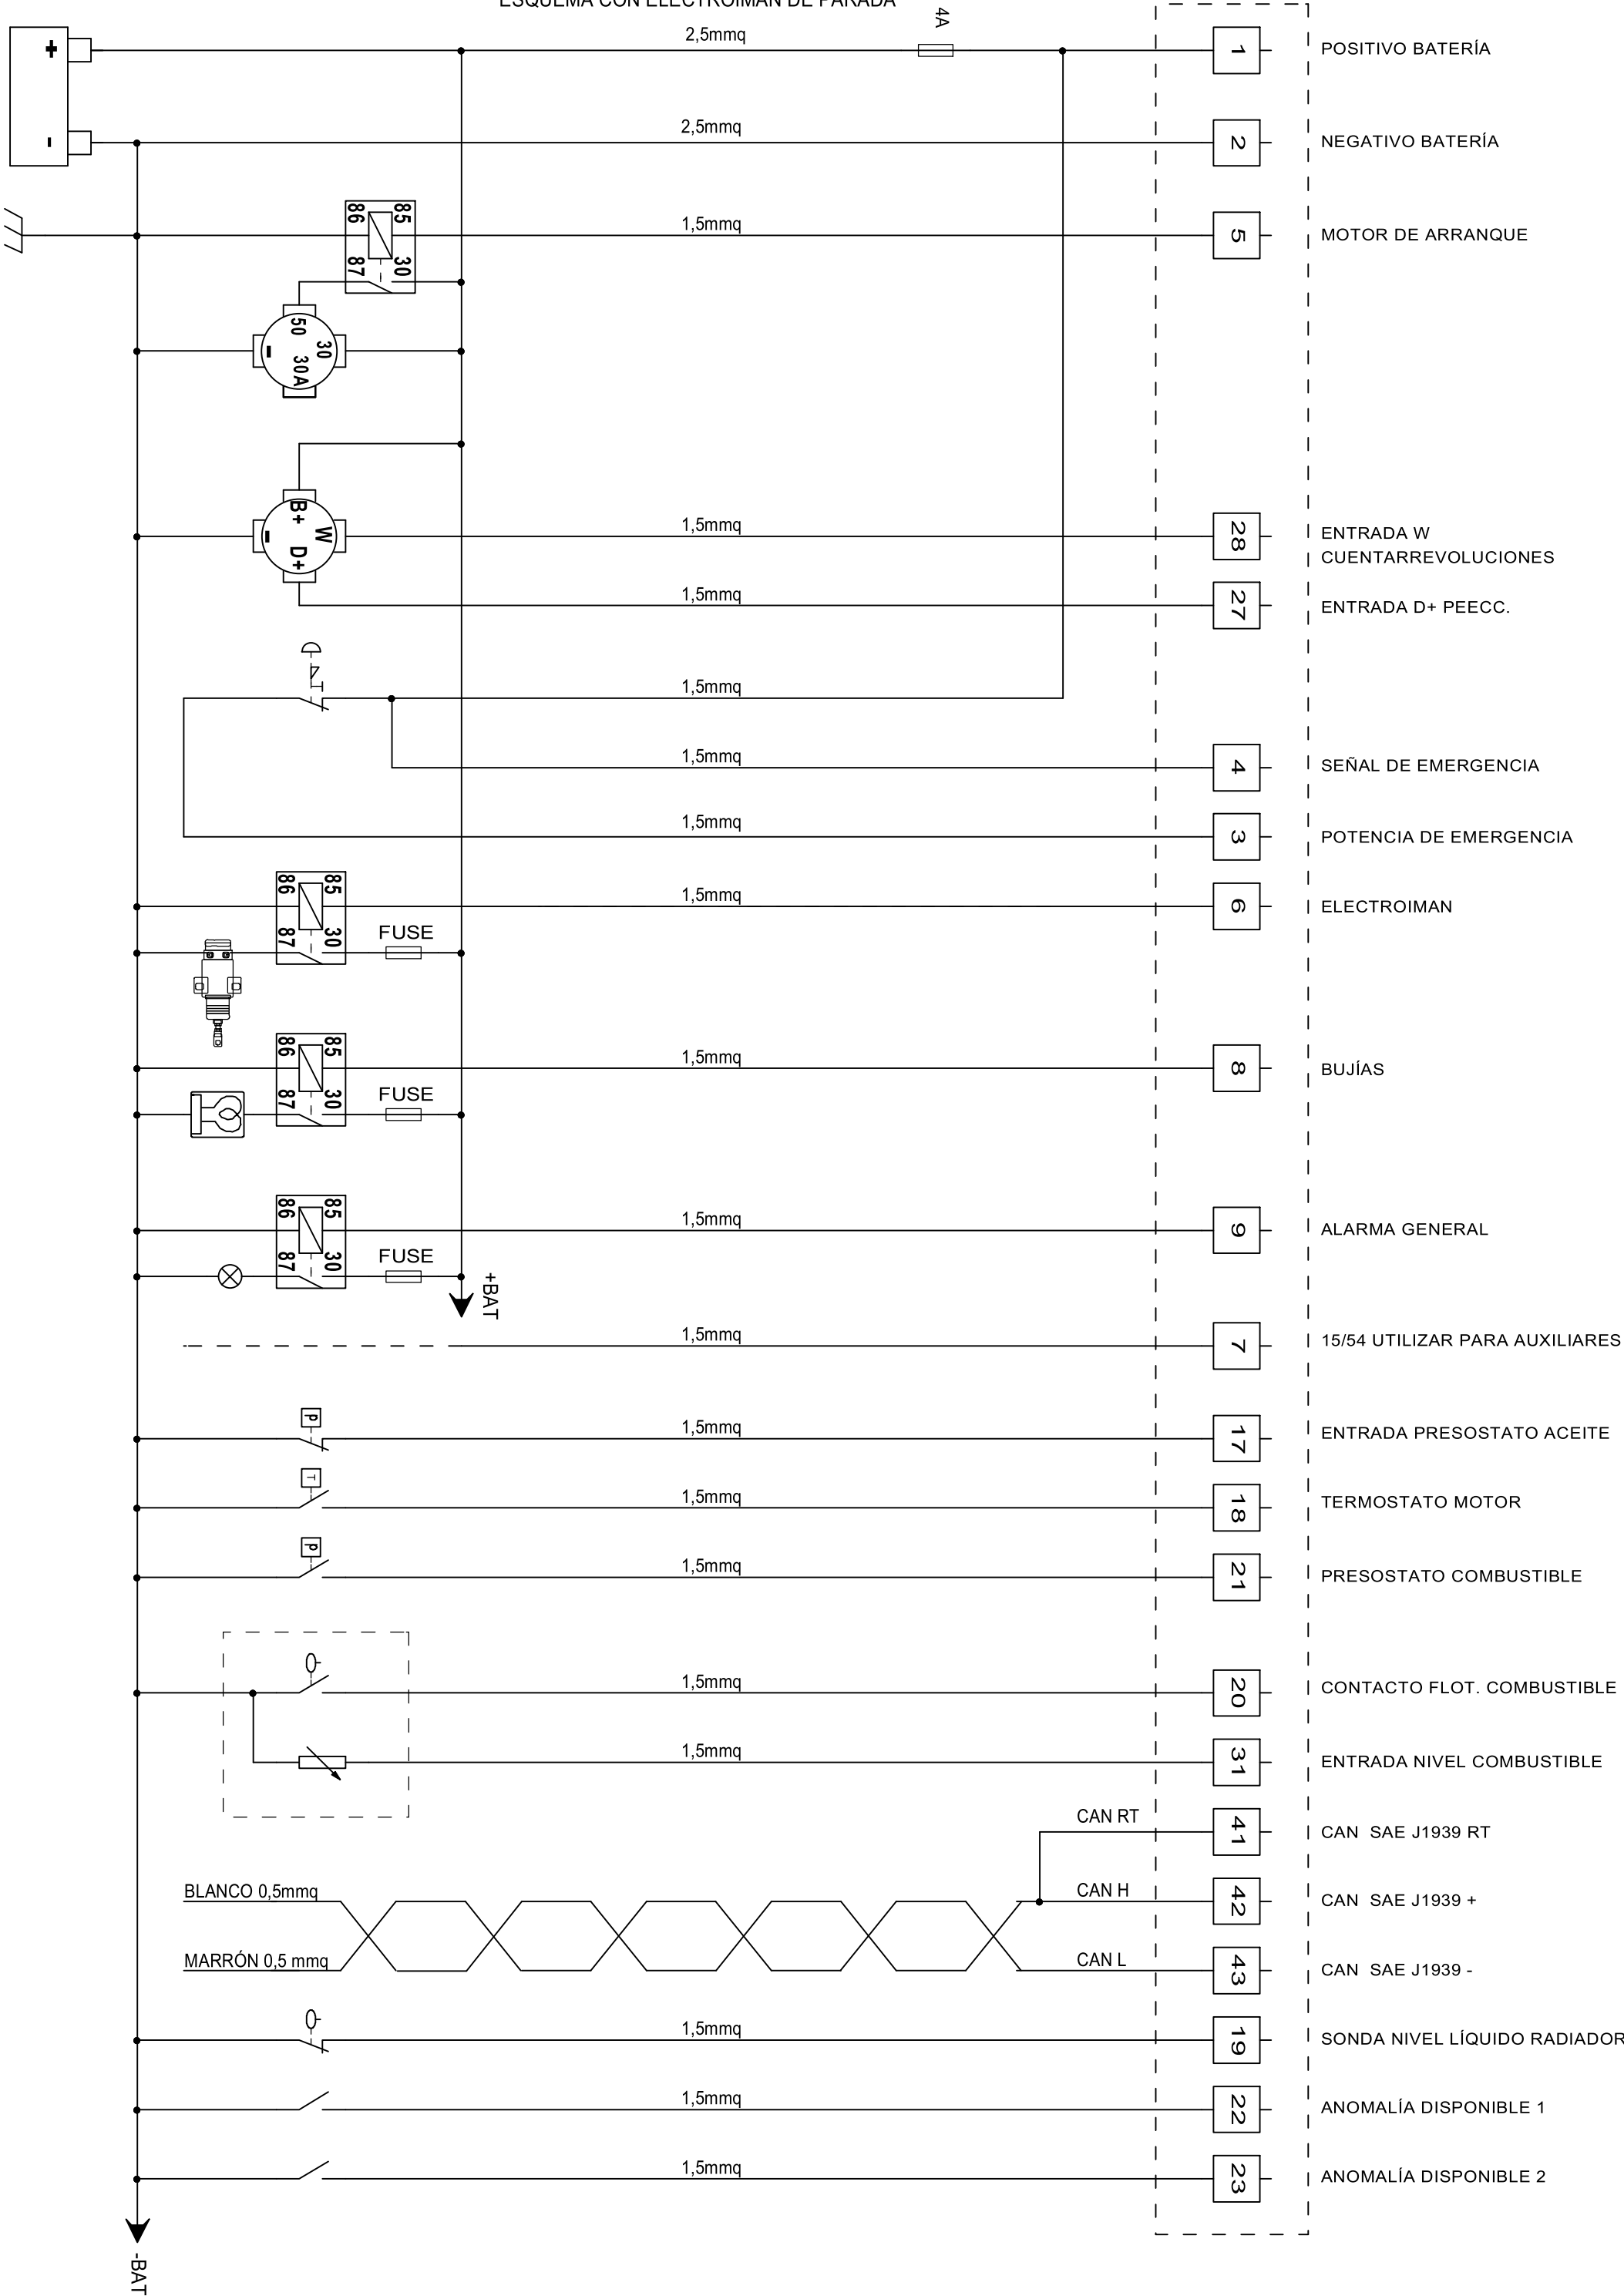 ESQUEMA CON ELECTROIMAN DE PARADA
+
2,5mmq
4A
1
POSITIVO BATERÍA
-
2,5mmq
2
NEGATIVO BATERÍA
86
85
87
30
1,5mmq
5
MOTOR DE ARRANQUE
50
30
30A
-
B+
W
D+
-
1,5mmq
28
ENTRADA W
CUENTARREVOLUCIONES
1,5mmq
27
ENTRADA D+ PEECC.
1,5mmq
1,5mmq
4
SEÑAL DE EMERGENCIA
1,5mmq
3
POTENCIA DE EMERGENCIA
86
85
87
30
1,5mmq
6
ELECTROIMAN
FUSE
86
85
87
30
1,5mmq
8
BUJÍAS
FUSE
86
85
87
30
1,5mmq
9
ALARMA GENERAL
FUSE
+BAT
1,5mmq
7
15/54 UTILIZAR PARA AUXILIARES
P
1,5mmq
17
ENTRADA PRESOSTATO ACEITE
T
1,5mmq
18
TERMOSTATO MOTOR
P
1,5mmq
21
PRESOSTATO COMBUSTIBLE
1,5mmq
20
CONTACTO FLOT. COMBUSTIBLE
1,5mmq
31
ENTRADA NIVEL COMBUSTIBLE
CAN RT
41
CAN SAE J1939 RT
BLANCO 0,5mmq
CAN H
42
CAN SAE J1939 +
MARRÓN 0,5 mmq
CAN L
43
CAN SAE J1939 -
1,5mmq
19
SONDA NIVEL LÍQUIDO RADIADOR
1,5mmq
22
ANOMALÍA DISPONIBLE 1
1,5mmq
23
ANOMALÍA DISPONIBLE 2
-BAT